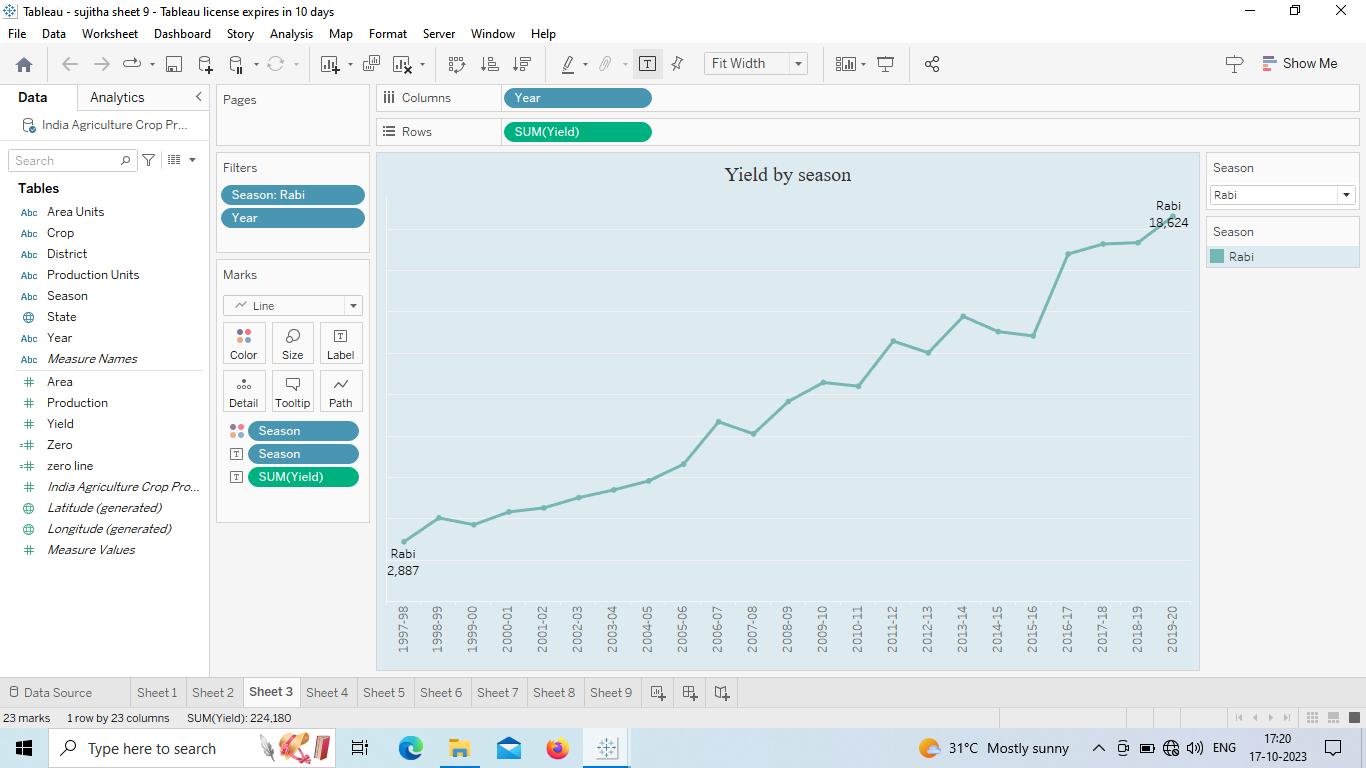 Tableau - sujitha sheet 9 - Tableau license expires in 10 days
File Data Worksheet Dashboard Story Analysis Map Format Server Window Help
Fit Width
Show Me
Data Analytics
India Agriculture Crop Pr...
Search
Tables
Abc Area Units
Abc Crop
Abc District
Abc Production Units
Abc Season
State
Abc Year
Abc Measure Names
# Area
# Production
# Yield
=# Zero
=# zero line
# India Agriculture Crop Pro...
Latitude (generated)
Longitude (generated)
# Measure Values
Pages
Filters
Season: Rabi
Year
Marks
Line
Color Size Label
Detail Tooltip Path
Season
Season
SUM(Yield)
Columns Year
Rows SUM(Yield)
Yield by season
Rabi
18,624
Rabi
2,887
1997-98
1998-99
1999-00
2000-01
2001-02
2002-03
2003-04
2004-05
2005-06
2006-07
2007-08
2008-09
2009-10
2010-11
2011-12
2012-13
2013-14
2014-15
2015-16
2016-17
2017-18
2018-19
2019-20
Season
Rabi
Season
Rabi
Data Source Sheet 1 Sheet 2 Sheet 3 Sheet 4 Sheet 5 Sheet 6 Sheet 7 Sheet 8 Sheet 9
23 marks 1 row by 23 columns SUM(Yield): 224,180
Type here to search
31°C Mostly sunny
ENG
17:20
17-10-2023